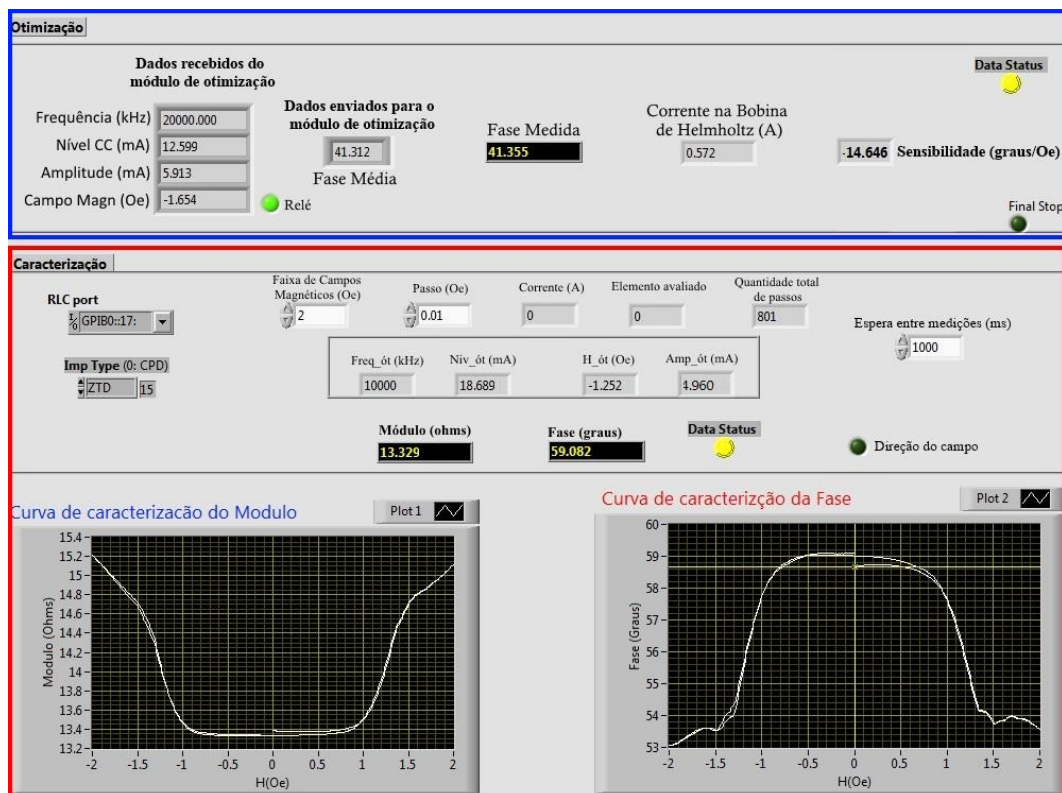 Otimização
Dados recebidos do
módulo de otimização
Frequência (kHz) 20000.000
Nível CC (mA) 12.599
Amplitude (mA) 5.913
Campo Magn (Oe) -1.654
Relé
Dados enviados para o
módulo de otimização
41.312
Fase Média
Fase Medida
41.355
Corrente na Bobina
de Helmholtz (A)
0.572
Data Status
-14.646 Sensibilidade (graus/Oe)
Final Stop
Caracterização
RLC port
GPIB0::17:
Imp Type (0: CPD)
ZTD 15
Faixa de Campos
Magnéticos (Oe)
2
Passo (Oe)
0.01
Corrente (A)
0
Elemento avaliado
0
Quantidade total
de passos
801
Espera entre medições (ms)
1000
Freq_ót (kHz) Niv_ót (mA) H_ót (Oe) Amp_ót (mA)
10000 18.689 -1.252 4.960
Módulo (ohms)
13.329
Fase (graus)
59.082
Data Status
Direção do campo
Curva de caracterizacão do Modulo
Plot 1
Modulo (Ohms)
15.4
15.2
15
14.8
14.6
14.4
14.2
14
13.8
13.6
13.4
13.2
-2 -1.5 -1 -0.5 0 0.5 1 1.5 2
H(Oe)
Curva de caracterizção da Fase
Plot 2
Fase (Graus)
60
59
58
57
56
55
54
53
-2 -1.5 -1 -0.5 0 0.5 1 1.5 2
H(Oe)